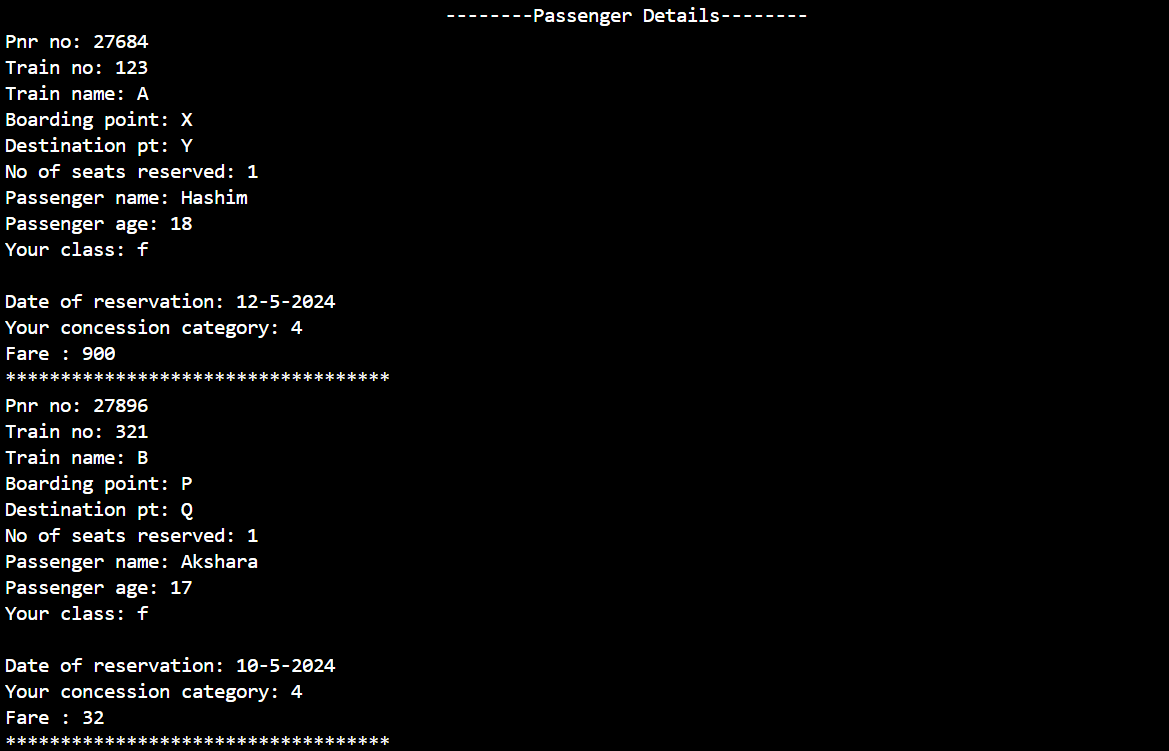 --------Passenger Details--------
Pnr no: 27684
Train no: 123
Train name: A
Boarding point: X
Destination pt: Y
No of seats reserved: 1
Passenger name: Hashim
Passenger age: 18
Your class: f
Date of reservation: 12-5-2024
Your concession category: 4
Fare : 900
***********************************
Pnr no: 27896
Train no: 321
Train name: B
Boarding point: P
Destination pt: Q
No of seats reserved: 1
Passenger name: Akshara
Passenger age: 17
Your class: f
Date of reservation: 10-5-2024
Your concession category: 4
Fare : 32
***********************************